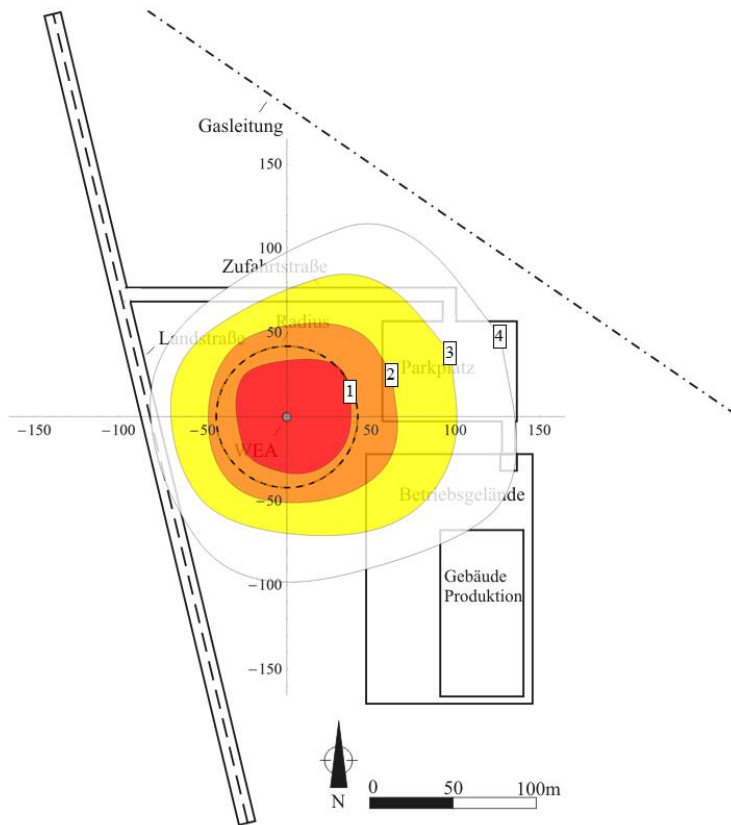 Gasleitung
150
100
Zufahrtstraße
Radius
50
Landstraße
4
3
Parkplatz
2
1
−150
−100
−50
50
100
150
WEA
−50
Betriebsgelände
Gebäude
Produktion
−100
−150
N
0
50
100m